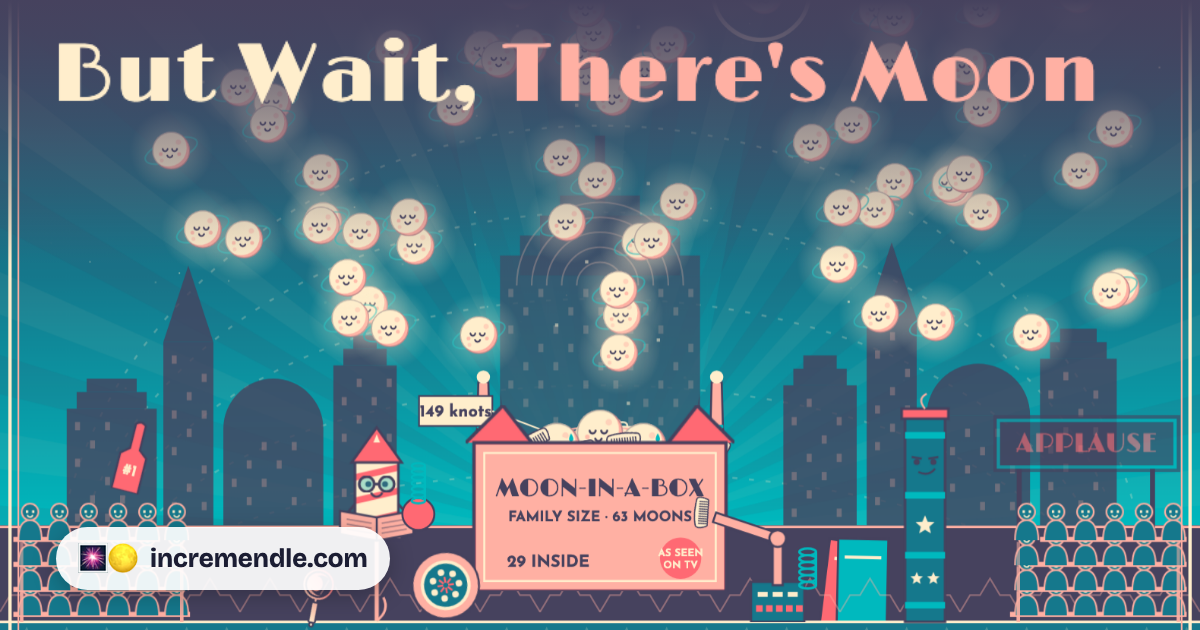 But Wait, There's Moon
149 knots
#1
APPLAUSE
MOON-IN-A-BOX
FAMILY SIZE · 63 MOONS
29 INSIDE
AS SEEN
ON TV
incremendle.com